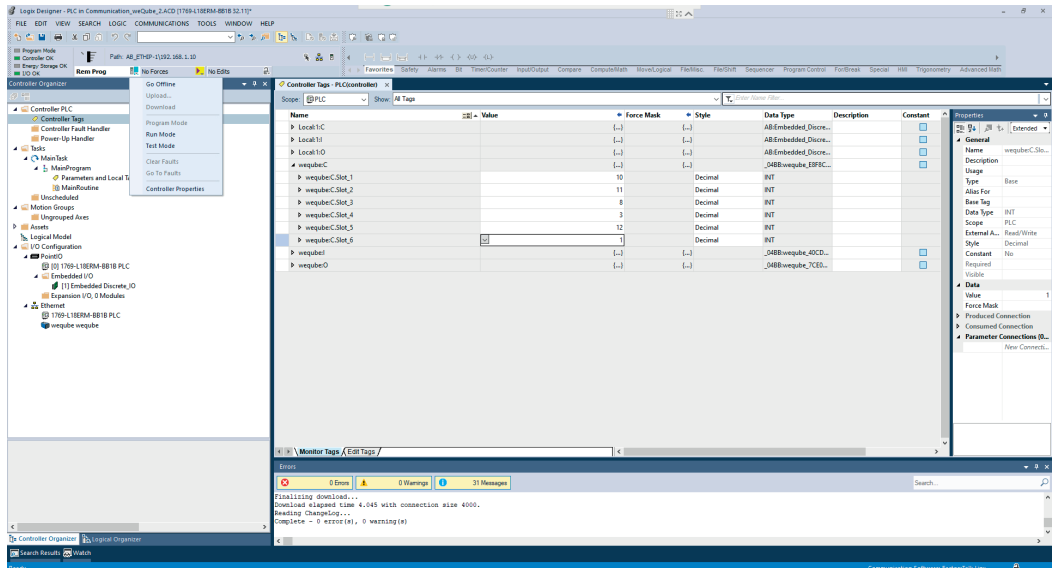 Logix Designer - PLC in Communication_weQube_2.ACD [1769-L18ERM-BB1B 32.11]*
FILE EDIT VIEW SEARCH LOGIC COMMUNICATIONS TOOLS WINDOW HELP
Program Mode
Controller OK
Energy Storage OK
I/O OK
Path: AB_ETHIP-1\192.168.1.10
Rem Prog No Forces No Edits
Favorites Safety Alarms Bit Timer/Counter Input/Output Compare Compute/Math Move/Logical File/Misc. File/Shift Sequencer Program Control For/Break Special HMI Trigonometry Advanced Math
Controller Organizer
Controller PLC
Controller Tags
Controller Fault Handler
Power-Up Handler
Tasks
MainTask
MainProgram
Parameters and Local Ta
MainRoutine
Unscheduled
Motion Groups
Ungrouped Axes
Assets
Logical Model
I/O Configuration
PointIO
[0] 1769-L18ERM-BB1B PLC
Embedded I/O
[1] Embedded Discrete_IO
Expansion I/O, 0 Modules
Ethernet
1769-L18ERM-BB1B PLC
weqube weqube
Go Offline
Upload...
Download
Program Mode
Run Mode
Test Mode
Clear Faults
Go To Faults
Controller Properties
Controller Tags - PLC(controller) ×
Scope: PLC Show: All Tags Enter Name Filter...
Name Value Force Mask Style Data Type Description Constant
Local:1:C {...} {...} AB:Embedded_Discre...
Local:1:I {...} {...} AB:Embedded_Discre...
Local:1:O {...} {...} AB:Embedded_Discre...
weqube:C {...} {...} _04BB:weqube_E8F8C...
weqube:C.Slot_1 10 Decimal INT
weqube:C.Slot_2 11 Decimal INT
weqube:C.Slot_3 8 Decimal INT
weqube:C.Slot_4 3 Decimal INT
weqube:C.Slot_5 12 Decimal INT
weqube:C.Slot_6 1 Decimal INT
weqube:I {...} {...} _04BB:weqube_40CD...
weqube:O {...} {...} _04BB:weqube_7CE0...
Monitor Tags Edit Tags
Properties
Extended
General
Name weqube:C.Slo...
Description
Usage
Type Base
Alias For
Base Tag
Data Type INT
Scope PLC
External A... Read/Write
Style Decimal
Constant No
Required
Visible
Data
Value 1
Force Mask
Produced Connection
Consumed Connection
Parameter Connections {0...
New Connecti...
Errors
0 Errors 0 Warnings 31 Messages Search...
Finalizing download...
Download elapsed time 4.045 with connection size 4000.
Reading ChangeLog...
Complete - 0 error(s), 0 warning(s)
Controller Organizer Logical Organizer
Search Results Watch